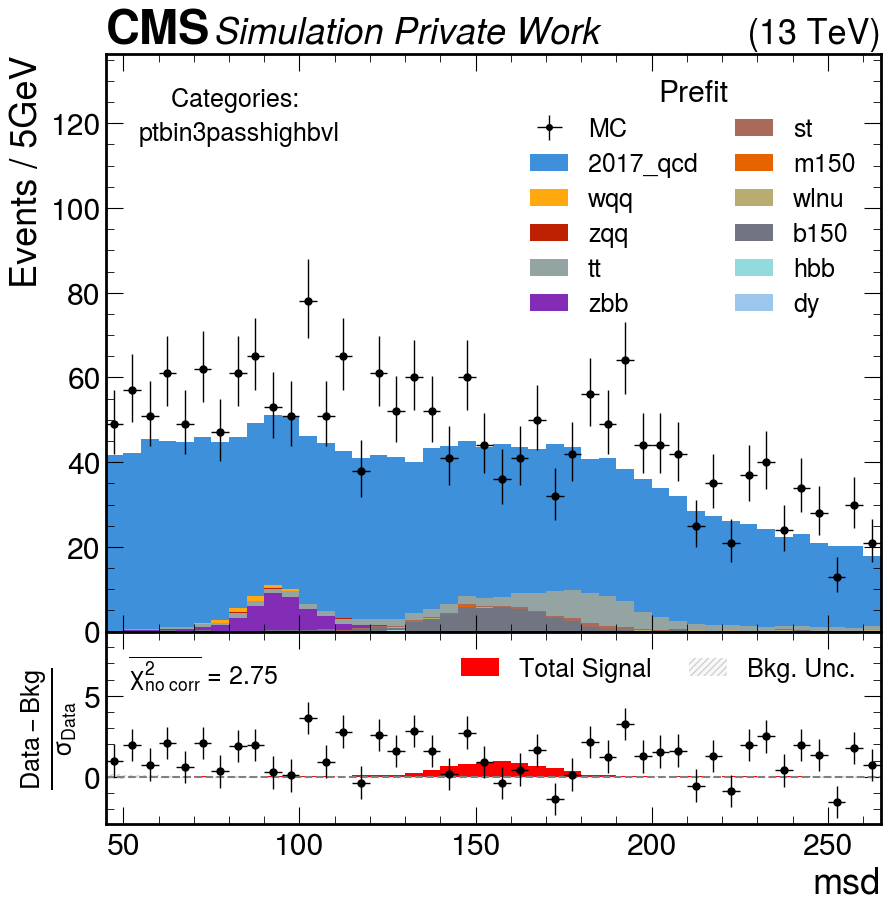 CMS Simulation Private Work (13 TeV)
Events / 5GeV
120
100
80
60
40
20
0
Categories:
ptbin3passhighbvl
Prefit
MC
2017_qcd
wqq
zqq
tt
zbb
st
m150
wlnu
b150
hbb
dy
Data − Bkg
σData
5
0
χ²no corr = 2.75
Total Signal
Bkg. Unc.
50 100 150 200 250
msd